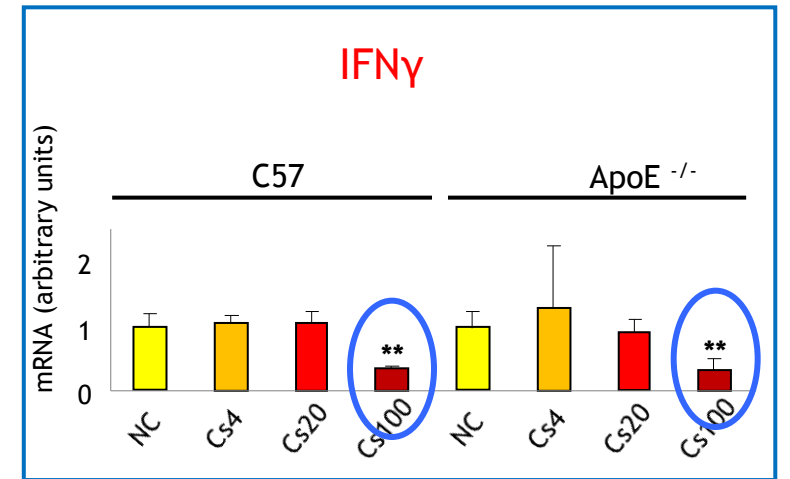 IFNγ
C57
ApoE -/-
mRNA (arbitrary units)
2
1
0
**
**
NC
Cs4
Cs20
Cs100
NC
Cs4
Cs20
Cs100